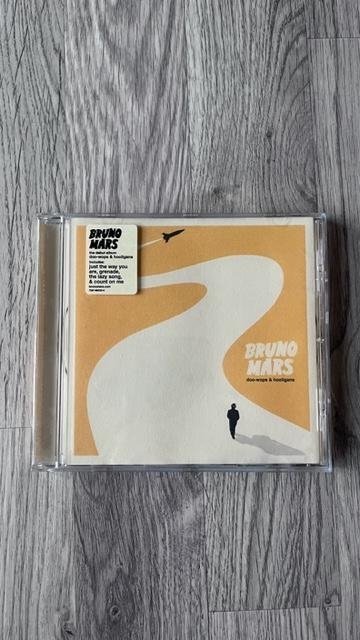 BRUNO
MARS
the debut album
doo-wops & hooligans
includes
just the way you
are, grenade,
the lazy song,
& count on me
BRUNO
MARS
doo-wops & hooligans